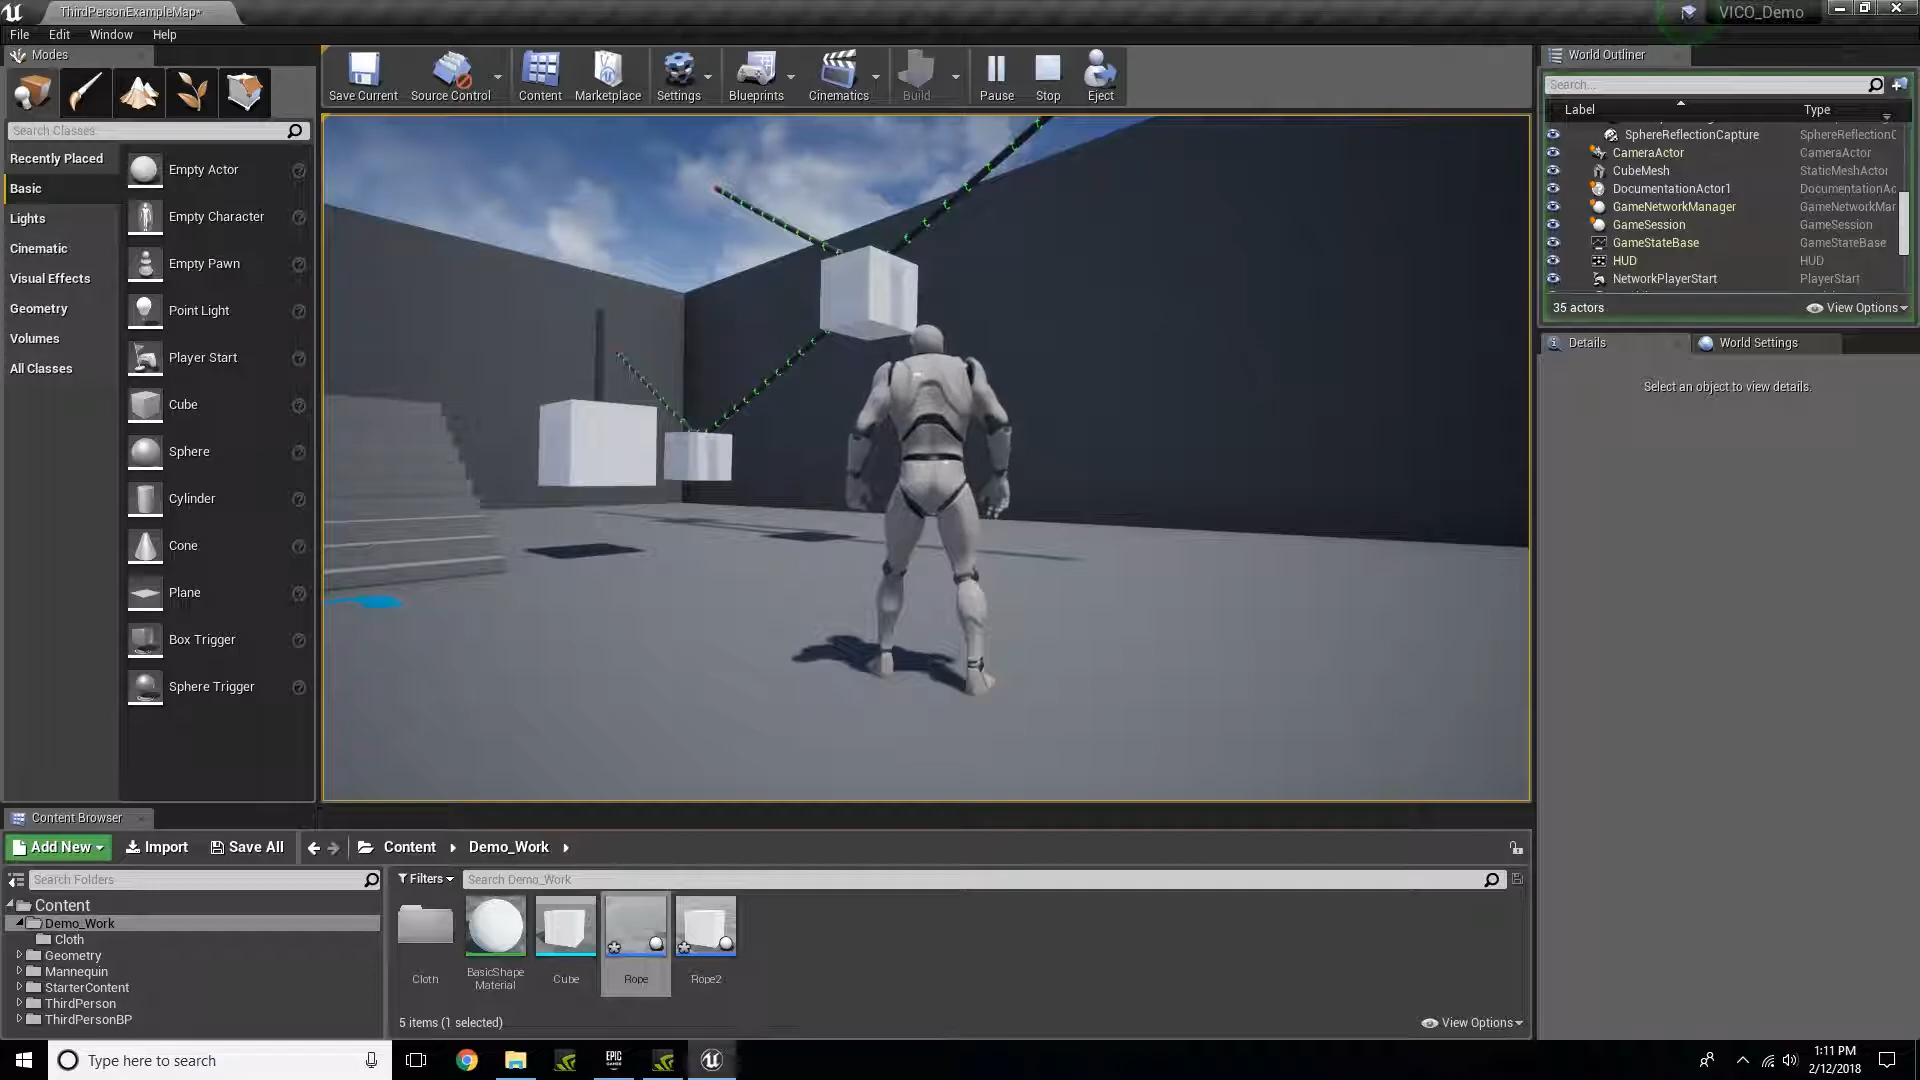 ThirdPersonExampleMap*
VICO_Demo
File Edit Window Help
Modes
Search Classes
Recently Placed
Basic
Lights
Cinematic
Visual Effects
Geometry
Volumes
All Classes
Empty Actor
Empty Character
Empty Pawn
Point Light
Player Start
Cube
Sphere
Cylinder
Cone
Plane
Box Trigger
Sphere Trigger
Save Current Source Control Content Marketplace Settings Blueprints Cinematics Build Pause Stop Eject
World Outliner
Search...
Label Type
SphereReflectionCapture SphereReflectionC
CameraActor CameraActor
CubeMesh StaticMeshActor
DocumentationActor1 DocumentationAc
GameNetworkManager GameNetworkMar
GameSession GameSession
GameStateBase GameStateBase
HUD HUD
NetworkPlayerStart PlayerStart
35 actors View Options
Details World Settings
Select an object to view details.
Content Browser
Add New Import Save All Content Demo_Work
Search Folders
Filters Search Demo_Work
Content
Demo_Work
Cloth
Geometry
Mannequin
StarterContent
ThirdPerson
ThirdPersonBP
Cloth
BasicShape
Material
Cube
Rope
Rope2
5 items (1 selected) View Options
Type here to search
EPIC
GAMES
1:11 PM
2/12/2018